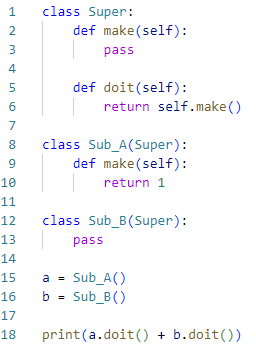 1 class Super:
2     def make(self):
3         pass
4
5     def doit(self):
6         return self.make()
7
8 class Sub_A(Super):
9     def make(self):
10         return 1
11
12 class Sub_B(Super):
13     pass
14
15 a = Sub_A()
16 b = Sub_B()
17
18 print(a.doit() + b.doit())